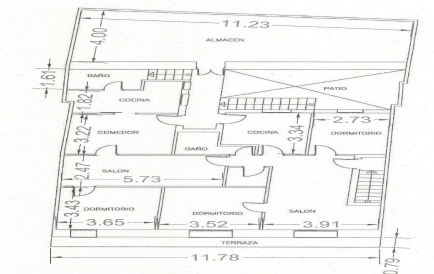 11.23
4.00
ALMACEN
1.61
BAÑO
PATIO
1.82
COCINA
2.73
3.22
COMEDOR
COCINA
3.34
DORMITORIO
BAÑO
2.47
SALON
5.73
3.43
DORMITORIO
DORMITORIO
SALON
3.65
3.52
3.91
TERRAZA
11.78
0.79